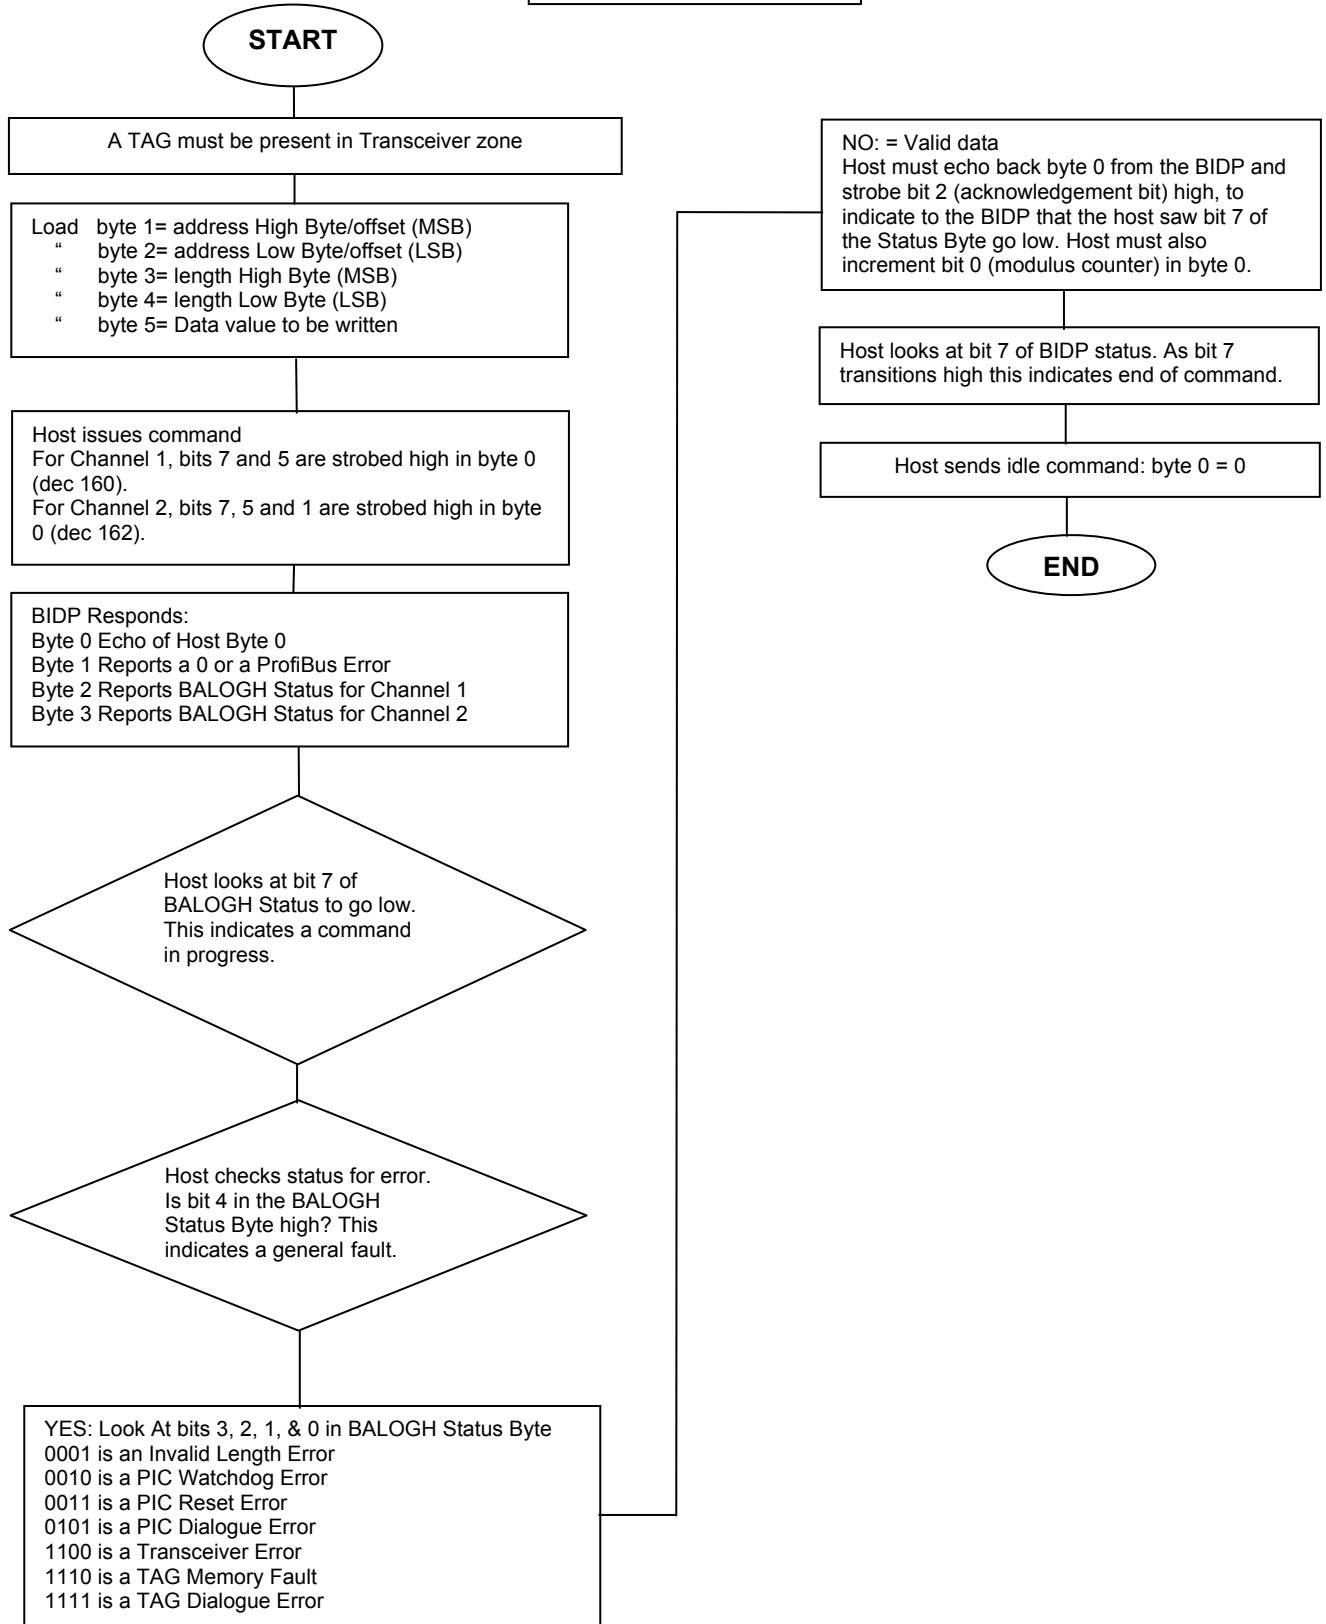 START
A TAG must be present in Transceiver zone
Load byte 1= address High Byte/offset (MSB)
“ byte 2= address Low Byte/offset (LSB)
“ byte 3= length High Byte (MSB)
“ byte 4= length Low Byte (LSB)
“ byte 5= Data value to be written
Host issues command
For Channel 1, bits 7 and 5 are strobed high in byte 0
(dec 160).
For Channel 2, bits 7, 5 and 1 are strobed high in byte
0 (dec 162).
BIDP Responds:
Byte 0 Echo of Host Byte 0
Byte 1 Reports a 0 or a ProfiBus Error
Byte 2 Reports BALOGH Status for Channel 1
Byte 3 Reports BALOGH Status for Channel 2
Host looks at bit 7 of
BALOGH Status to go low.
This indicates a command
in progress.
Host checks status for error.
Is bit 4 in the BALOGH
Status Byte high? This
indicates a general fault.
YES: Look At bits 3, 2, 1, & 0 in BALOGH Status Byte
0001 is an Invalid Length Error
0010 is a PIC Watchdog Error
0011 is a PIC Reset Error
0101 is a PIC Dialogue Error
1100 is a Transceiver Error
1110 is a TAG Memory Fault
1111 is a TAG Dialogue Error
NO: = Valid data
Host must echo back byte 0 from the BIDP and
strobe bit 2 (acknowledgement bit) high, to
indicate to the BIDP that the host saw bit 7 of
the Status Byte go low. Host must also
increment bit 0 (modulus counter) in byte 0.
Host looks at bit 7 of BIDP status. As bit 7
transitions high this indicates end of command.
Host sends idle command: byte 0 = 0
END